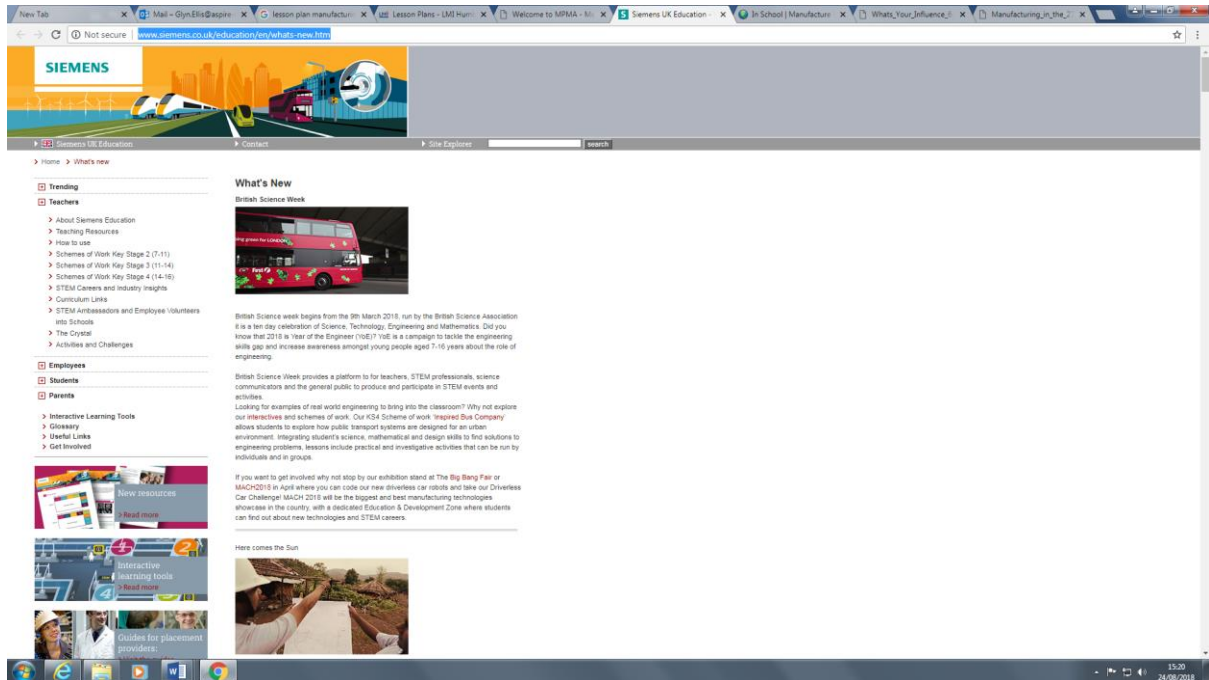 New Tab
Mail – Glyn.Ellis@aspire
lesson plan manufacturi
Lesson Plans - LMI Hum
Welcome to MPMA - M
Siemens UK Education -
In School | Manufacture
Whats_Your_Influence_E
Manufacturing_in_the_2
Not secure | www.siemens.co.uk/education/en/whats-new.htm
SIEMENS
Siemens UK Education
Contact
Site Explorer
search
Home > What's new
Trending
Teachers
About Siemens Education
Teaching Resources
How to use
Schemes of Work Key Stage 2 (7-11)
Schemes of Work Key Stage 3 (11-14)
Schemes of Work Key Stage 4 (14-16)
STEM Careers and Industry Insights
Curriculum Links
STEM Ambassadors and Employee Volunteers
into Schools
The Crystal
Activities and Challenges
Employees
Students
Parents
Interactive Learning Tools
Glossary
Useful Links
Get Involved
New resources
>Read more
Interactive
learning tools
>Read more
Guides for placement
providers:
What's New
British Science Week
ing green for LONDON
First
British Science week begins from the 9th March 2018, run by the British Science Association
it is a ten day celebration of Science, Technology, Engineering and Mathematics. Did you
know that 2018 is Year of the Engineer (YoE)? YoE is a campaign to tackle the engineering
skills gap and increase awareness amongst young people aged 7-16 years about the role of
engineering.
British Science Week provides a platform to for teachers, STEM professionals, science
communicators and the general public to produce and participate in STEM events and
activities.
Looking for examples of real world engineering to bring into the classroom? Why not explore
our interactives and schemes of work. Our KS4 Scheme of work 'Inspired Bus Company'
allows students to explore how public transport systems are designed for an urban
environment. Integrating student's science, mathematical and design skills to find solutions to
engineering problems, lessons include practical and investigative activities that can be run by
individuals and in groups.
If you want to get involved why not stop by our exhibition stand at The Big Bang Fair or
MACH2018 in April where you can code our new driverless car robots and take our Driverless
Car Challenge! MACH 2018 will be the biggest and best manufacturing technologies
showcase in the country, with a dedicated Education & Development Zone where students
can find out about new technologies and STEM careers.
Here comes the Sun
15:20
24/08/2018